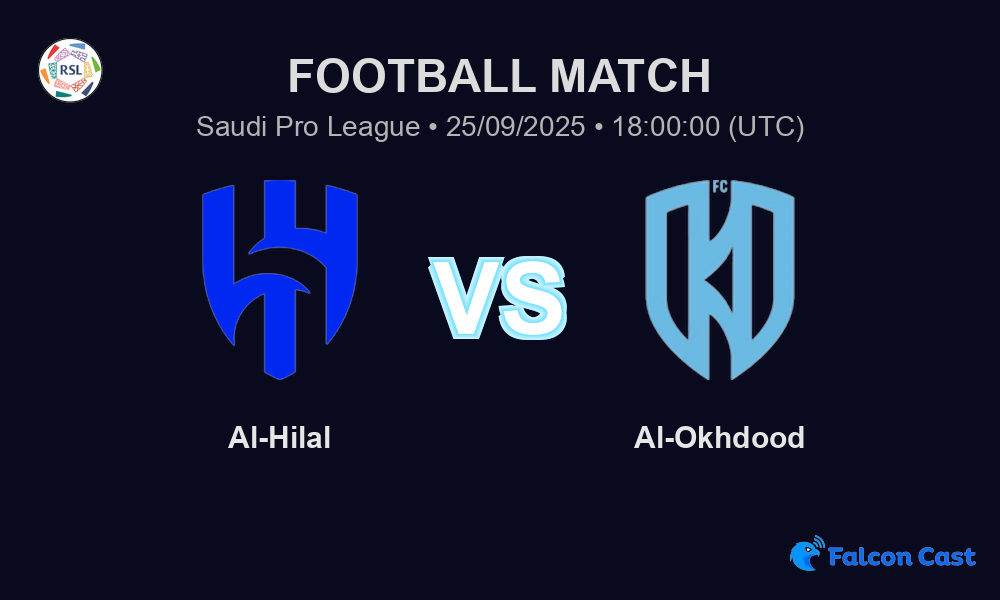 RSL
FOOTBALL MATCH
Saudi Pro League • 25/09/2025 • 18:00:00 (UTC)
FC
VS
Al-Hilal
Al-Okhdood
Falcon Cast